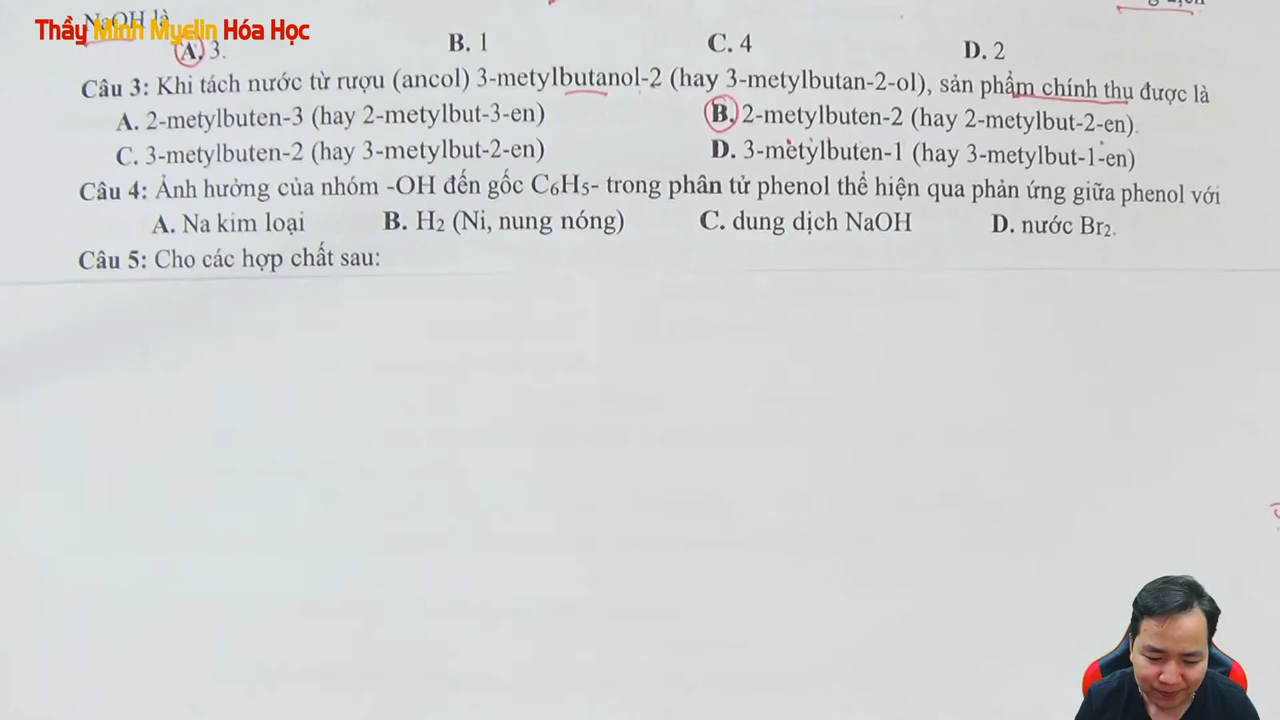 NaOH là
Thầy Minh Myelin Hóa Học
A. 3.
B. 1
C. 4
D. 2
Câu 3: Khi tách nước từ rượu (ancol) 3-metylbutanol-2 (hay 3-metylbutan-2-ol), sản phẩm chính thu được là
A. 2-metylbuten-3 (hay 2-metylbut-3-en)
B. 2-metylbuten-2 (hay 2-metylbut-2-en).
C. 3-metylbuten-2 (hay 3-metylbut-2-en)
D. 3-metylbuten-1 (hay 3-metylbut-1-en)
Câu 4: Ảnh hưởng của nhóm -OH đến gốc C6H5- trong phân tử phenol thể hiện qua phản ứng giữa phenol với
A. Na kim loại
B. H2 (Ni, nung nóng)
C. dung dịch NaOH
D. nước Br2.
Câu 5: Cho các hợp chất sau: